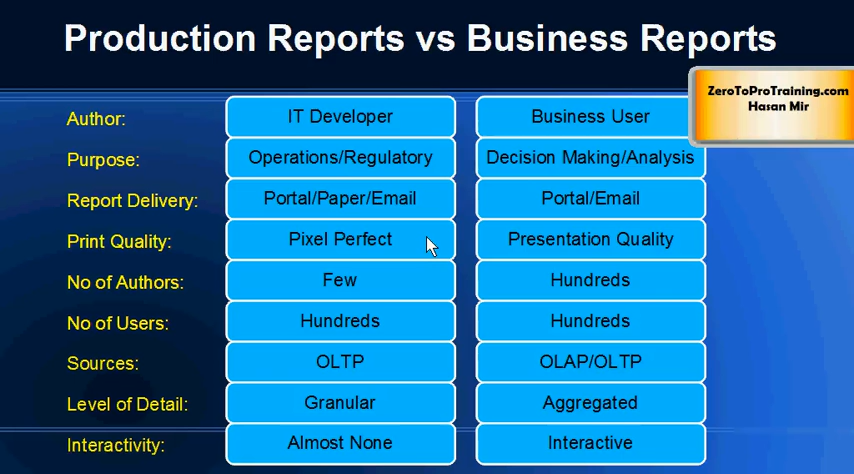 Production Reports vs Business Reports
ZeroToProTraining.com
Hasan Mir
Author: IT Developer Business User
Purpose: Operations/Regulatory Decision Making/Analysis
Report Delivery: Portal/Paper/Email Portal/Email
Print Quality: Pixel Perfect Presentation Quality
No of Authors: Few Hundreds
No of Users: Hundreds Hundreds
Sources: OLTP OLAP/OLTP
Level of Detail: Granular Aggregated
Interactivity: Almost None Interactive